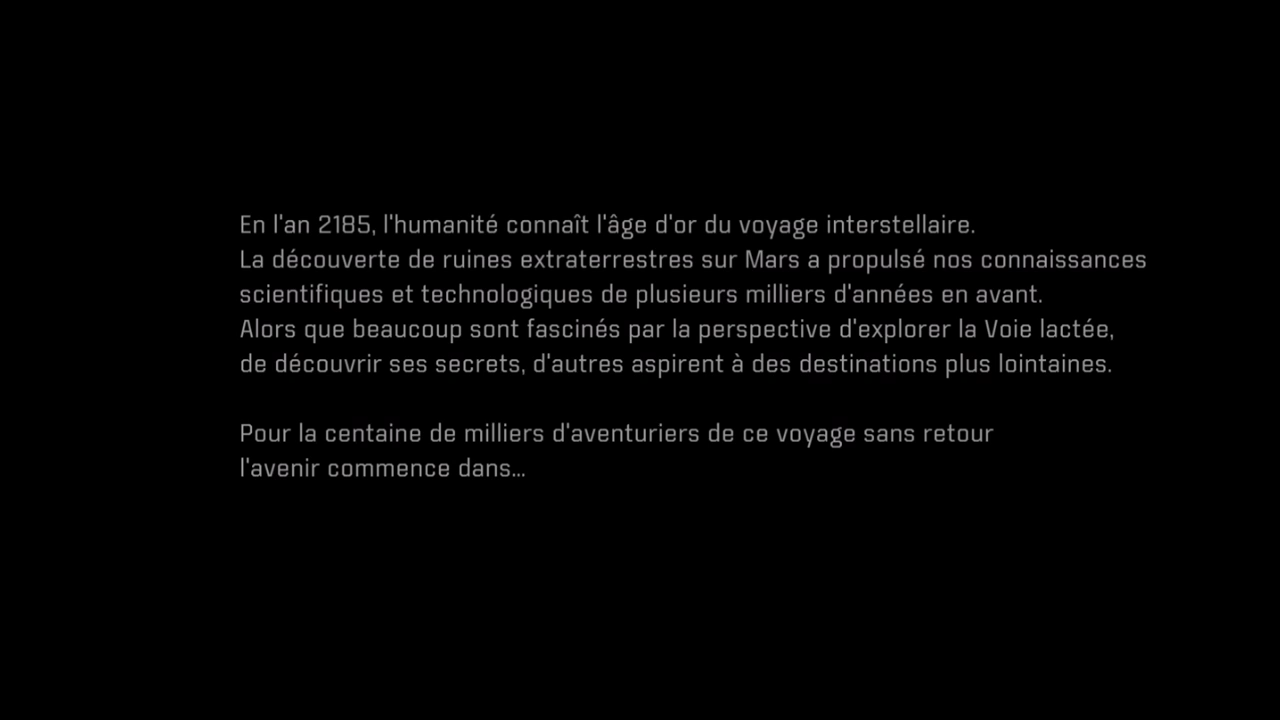 En l'an 2185, l'humanité connaît l'âge d'or du voyage interstellaire.
La découverte de ruines extraterrestres sur Mars a propulsé nos connaissances
scientifiques et technologiques de plusieurs milliers d'années en avant.
Alors que beaucoup sont fascinés par la perspective d'explorer la Voie lactée,
de découvrir ses secrets, d'autres aspirent à des destinations plus lointaines.
Pour la centaine de milliers d'aventuriers de ce voyage sans retour
l'avenir commence dans...